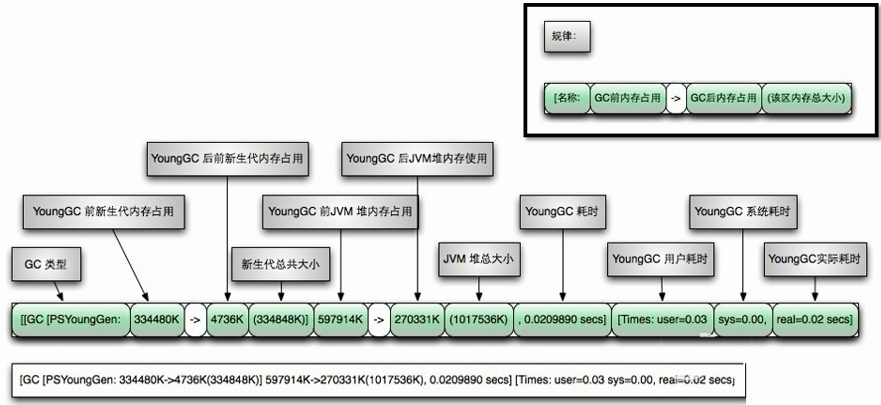 规律:
[名称: GC前内存占用 -> GC后内存占用 (该区内存总大小)
YoungGC 后前新生代内存占用 YoungGC 后JVM堆内存使用
YoungGC 前新生代内存占用 YoungGC 前JVM 堆内存占用 YoungGC 耗时 YoungGC 系统耗时
GC 类型 新生代总共大小 JVM 堆总大小 YoungGC 用户耗时 YoungGC实际耗时
[[GC [PSYoungGen: 334480K -> 4736K (334848K)] 597914K -> 270331K (1017536K) , 0.0209890 secs] [Times: user=0.03 sys=0.00, real=0.02 secs]
[GC [PSYoungGen: 334480K->4736K(334848K)] 597914K->270331K(1017536K), 0.0209890 secs] [Times: user=0.03 sys=0.00, real=0.02 secs]